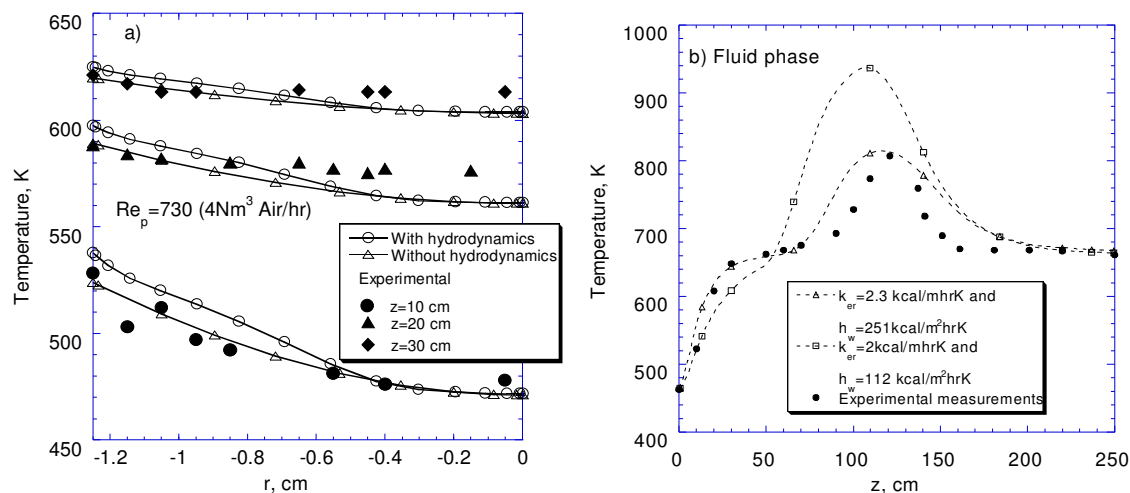 a)
650
600
550
500
450
Temperature, K
Re_p=730 (4Nm³ Air/hr)
With hydrodynamics
Without hydrodynamics
Experimental
z=10 cm
z=20 cm
z=30 cm
-1.2 -1 -0.8 -0.6 -0.4 -0.2 0
r, cm
b) Fluid phase
1000
900
800
700
600
500
400
Temperature, K
k_er=2.3 kcal/mhrK and
h_w=251kcal/m²hrK
k_er=2kcal/mhrK and
h_w=112 kcal/m²hrK
Experimental measurements
0 50 100 150 200 250
z, cm